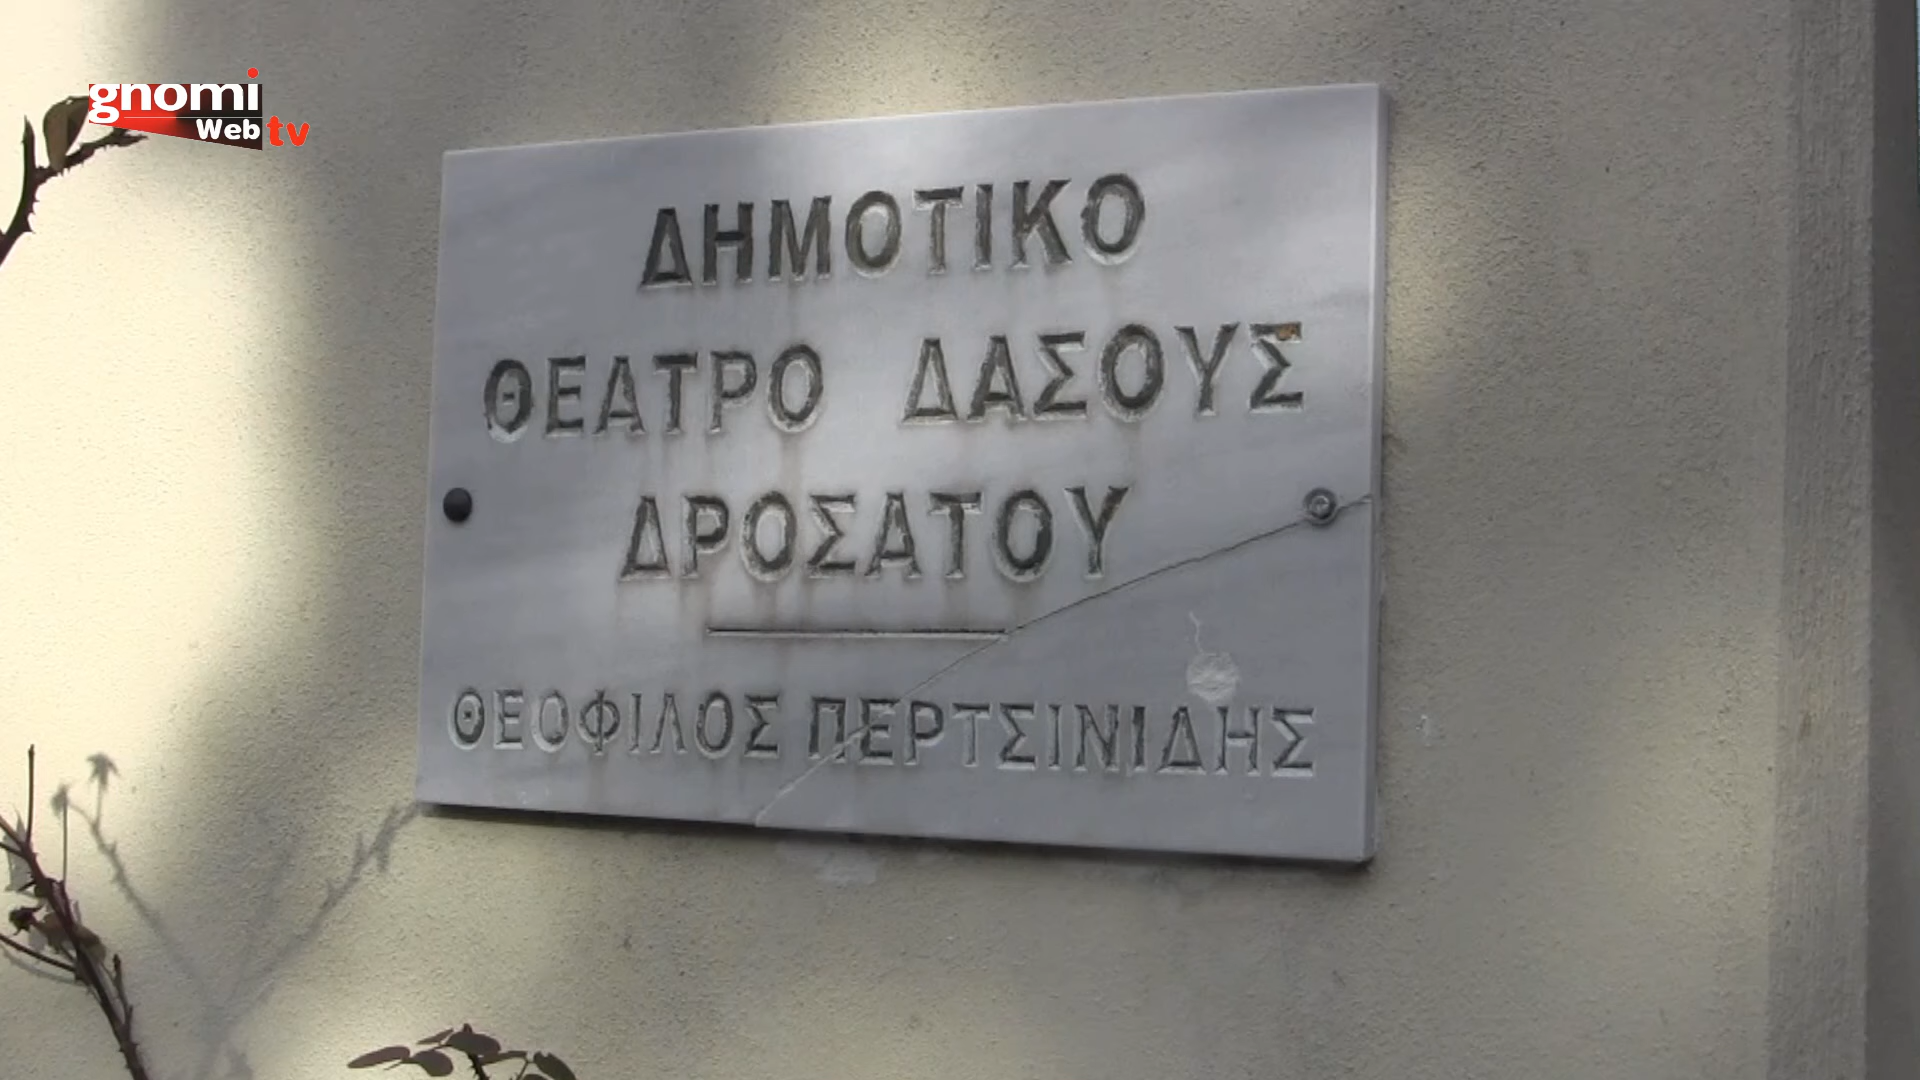 gnomi
Web tv
ΔΗΜΟΤΙΚΟ
ΘΕΑΤΡΟ ΔΑΣΟΥΣ
ΔΡΟΣΑΤΟΥ
ΘΕΟΦΙΛΟΣ ΠΕΡΤΣΙΝΙΔΗΣ